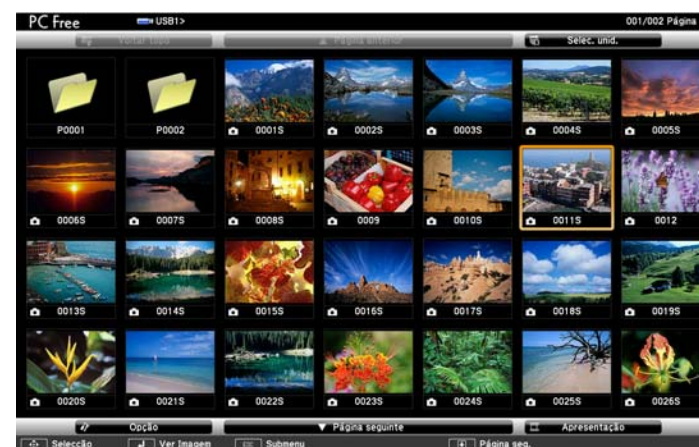 PC Free USB1> 001/002 Página
Voltar topo ▲ Página anterior Selec. unid.
P0001 P0002 0001S 0002S 0003S 0004S 0005S
0006S 0007S 0008S 0009 0010S 0011S 0012
0013S 0014S 0015S 0016S 0017S 0018S 0019S
0020S 0021S 0022S 0023S 0024S 0025S 0026S
Opção ▼ Página seguinte Apresentação
Selecção Ver Imagem ESC Submenu Página seg.